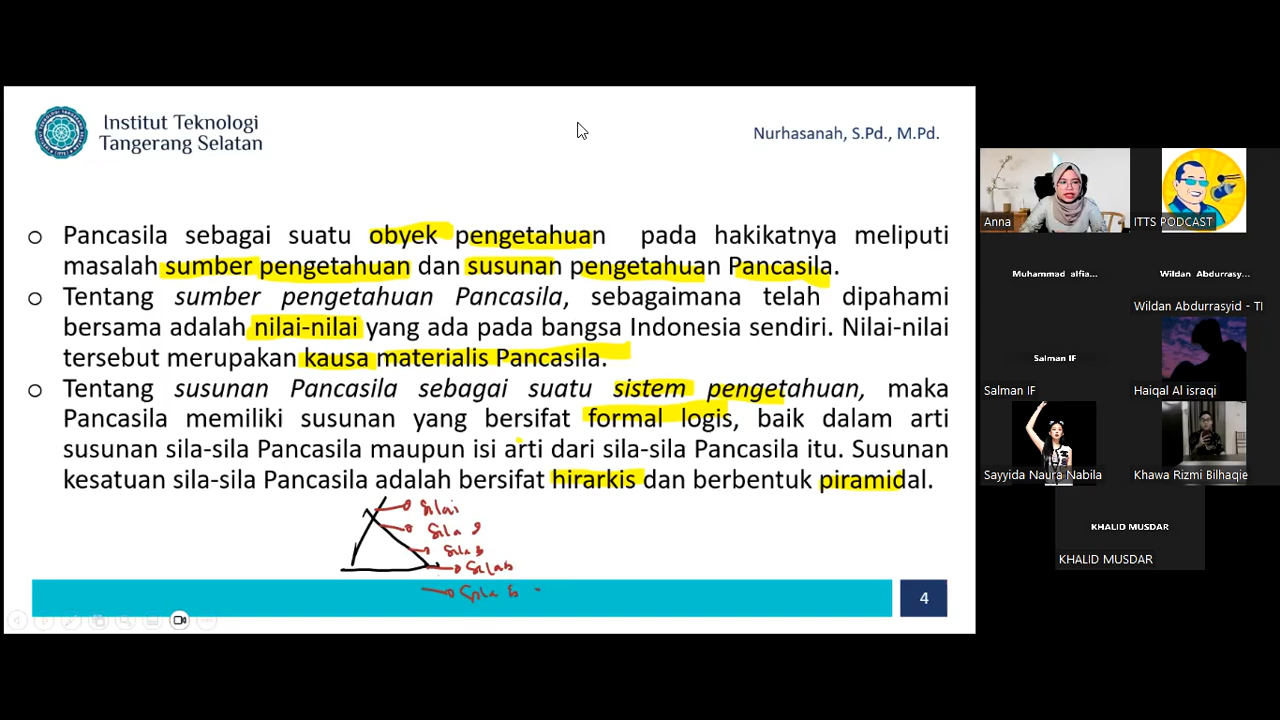 Institut Teknologi
Tangerang Selatan
Nurhasanah, S.Pd., M.Pd.
o Pancasila sebagai suatu obyek pengetahuan pada hakikatnya meliputi
masalah sumber pengetahuan dan susunan pengetahuan Pancasila.
o Tentang sumber pengetahuan Pancasila, sebagaimana telah dipahami
bersama adalah nilai-nilai yang ada pada bangsa Indonesia sendiri. Nilai-nilai
tersebut merupakan kausa materialis Pancasila.
o Tentang susunan Pancasila sebagai suatu sistem pengetahuan, maka
Pancasila memiliki susunan yang bersifat formal logis, baik dalam arti
susunan sila-sila Pancasila maupun isi arti dari sila-sila Pancasila itu. Susunan
kesatuan sila-sila Pancasila adalah bersifat hirarkis dan berbentuk piramidal.
Sila
Sila
Sila
Sila
4
Anna
ITTS PODCAST
Muhammad alfia...
Wildan Abdurrasy...
Wildan Abdurrasyid - TI
Salman IF
Salman IF
Haiqal Al israqi
Sayyida Naura Nabila
Khawa Rizmi Bilhaqie
KHALID MUSDAR
KHALID MUSDAR